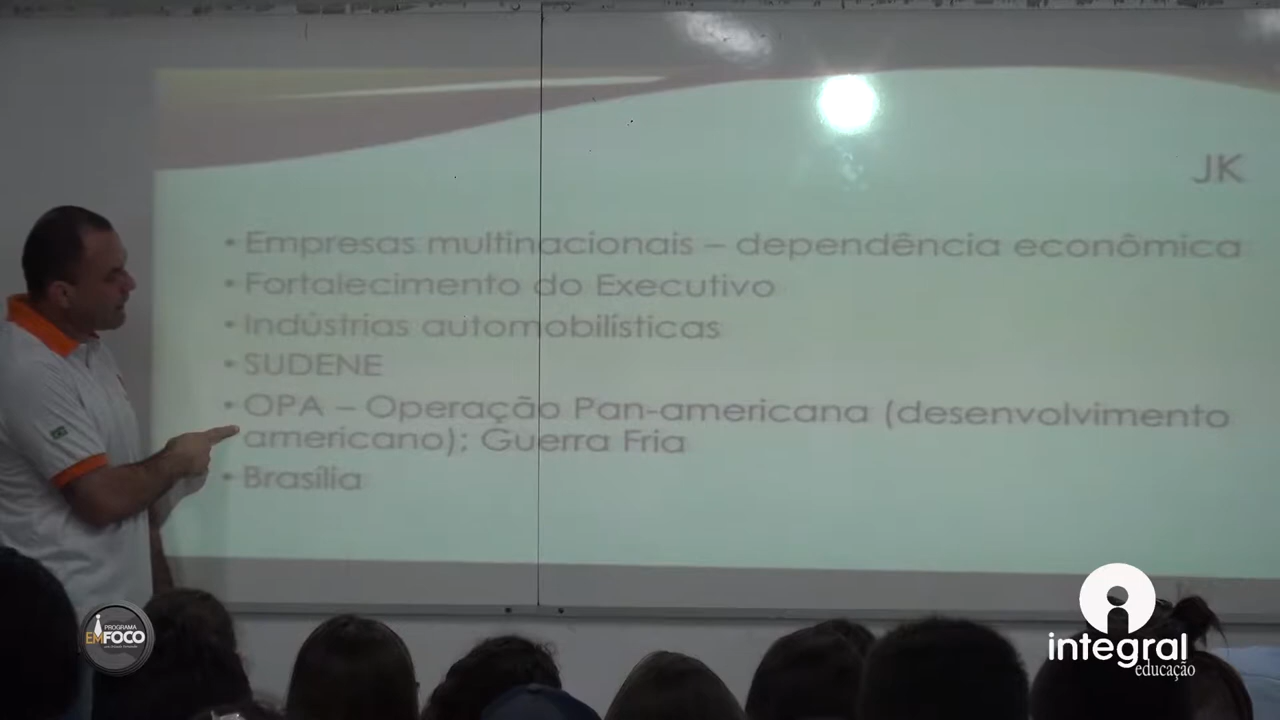 JK
• Empresas multinacionais – dependência econômica
• Fortalecimento do Executivo
• Indústrias automobilísticas
• SUDENE
• OPA – Operação Pan-americana (desenvolvimento
americano); Guerra Fria
• Brasília
PROGRAMA
EMFOCO
integral
educação